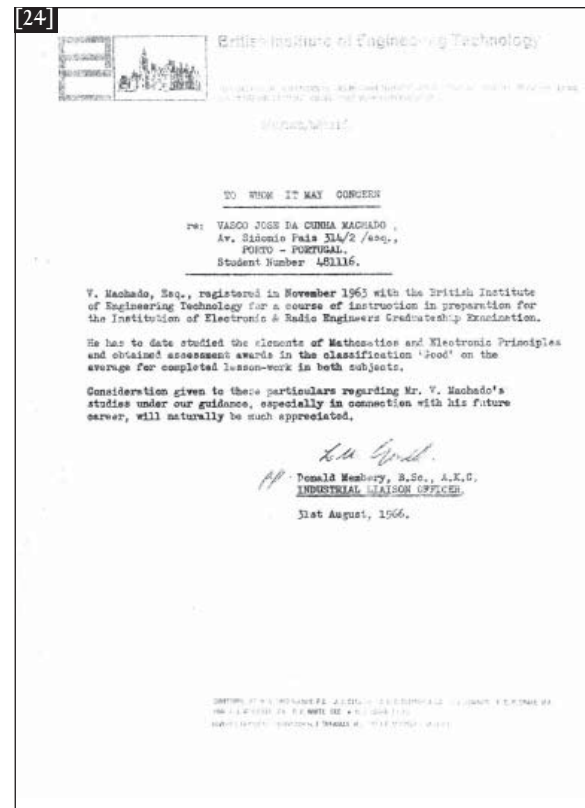 [24]
British Institute of Engineering Technology
TO WHOM IT MAY CONCERN
re: VASCO JOSE DA CUNHA MACHADO,
Av. Sidonio Pais 314/2 /esq.,
PORTO - PORTUGAL.
Student Number 481116.
V. Machado, Esq., registered in November 1963 with the British Institute
of Engineering Technology for a course of instruction in preparation for
the Institution of Electronic & Radio Engineers Graduateship Examination.
He has to date studied the elements of Mathematics and Electronic Principles
and obtained assessment awards in the classification 'Good' on the
average for completed lesson-work in both subjects.
Consideration given to these particulars regarding Mr. V. Machado's
studies under our guidance, especially in connection with his future
career, will naturally be much appreciated.
pp Donald Membery, B.Sc., A.K.C.
INDUSTRIAL LIAISON OFFICER.
31st August, 1966.